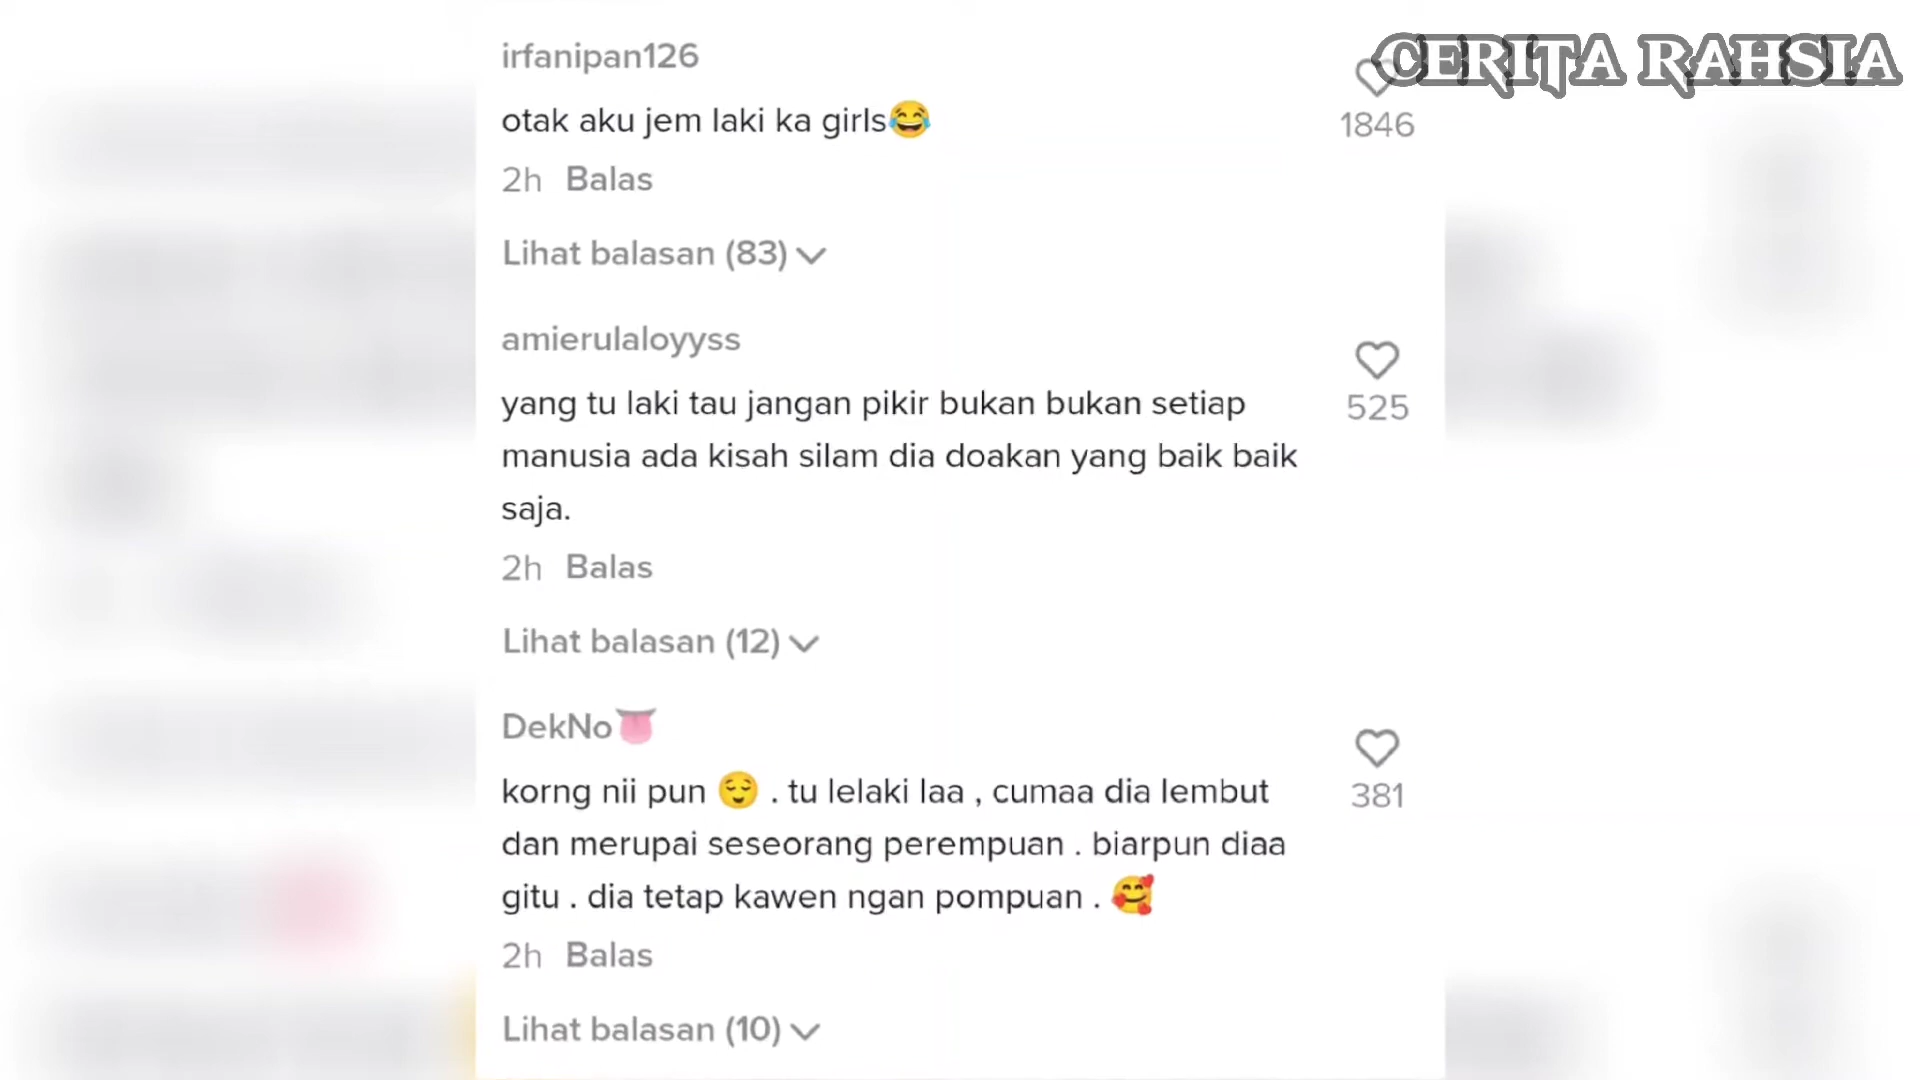 CERITA RAHSIA
irfanipan126
otak aku jem laki ka girls😂
1846
2h Balas
Lihat balasan (83)
amierulaloyyss
yang tu laki tau jangan pikir bukan bukan setiap
manusia ada kisah silam dia doakan yang baik baik
saja.
525
2h Balas
Lihat balasan (12)
DekNo👅
korng nii pun 😌 . tu lelaki laa , cumaa dia lembut
dan merupai seseorang perempuan . biarpun diaa
gitu . dia tetap kawen ngan pompuan . 🥰
381
2h Balas
Lihat balasan (10)